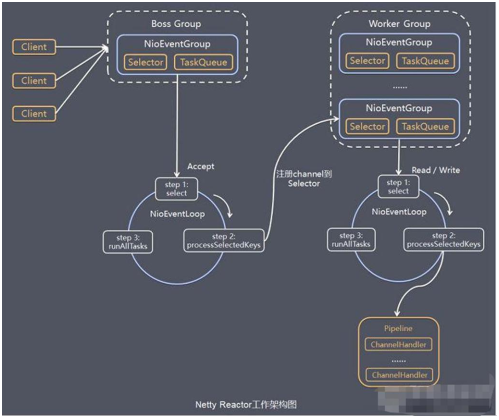 Boss Group
NioEventGroup
Selector
TaskQueue
Client
Client
Client
Accept
step 1:
select
NioEventLoop
step 2:
processSelectedKeys
step 3:
runAllTasks
注册channel到
Selector
Worker Group
NioEventGroup
Selector
TaskQueue
......
NioEventGroup
Selector
TaskQueue
Read / Write
step 1:
select
NioEventLoop
step 2:
processSelectedKeys
step 3:
runAllTasks
Pipeline
ChannelHandler
......
ChannelHandler
Netty Reactor工作架构图